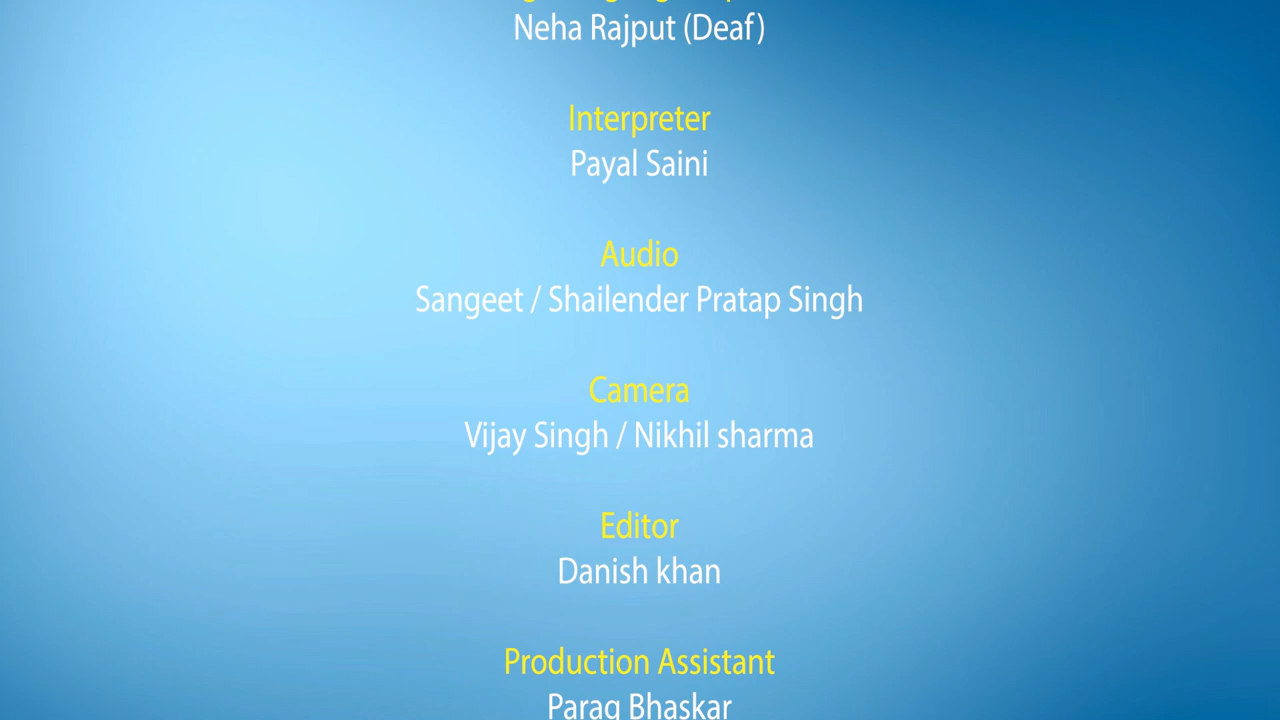 Neha Rajput (Deaf)
Interpreter
Payal Saini
Audio
Sangeet / Shailender Pratap Singh
Camera
Vijay Singh / Nikhil sharma
Editor
Danish khan
Production Assistant
Parag Bhaskar